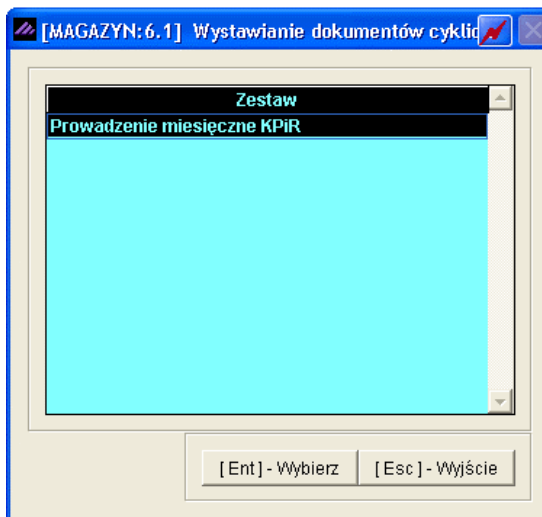 [MAGAZYN:6.1] Wystawianie dokumentów cyklic
Zestaw
Prowadzenie miesięczne KPiR
[ Ent ] - Wybierz [ Esc ] - Wyjście